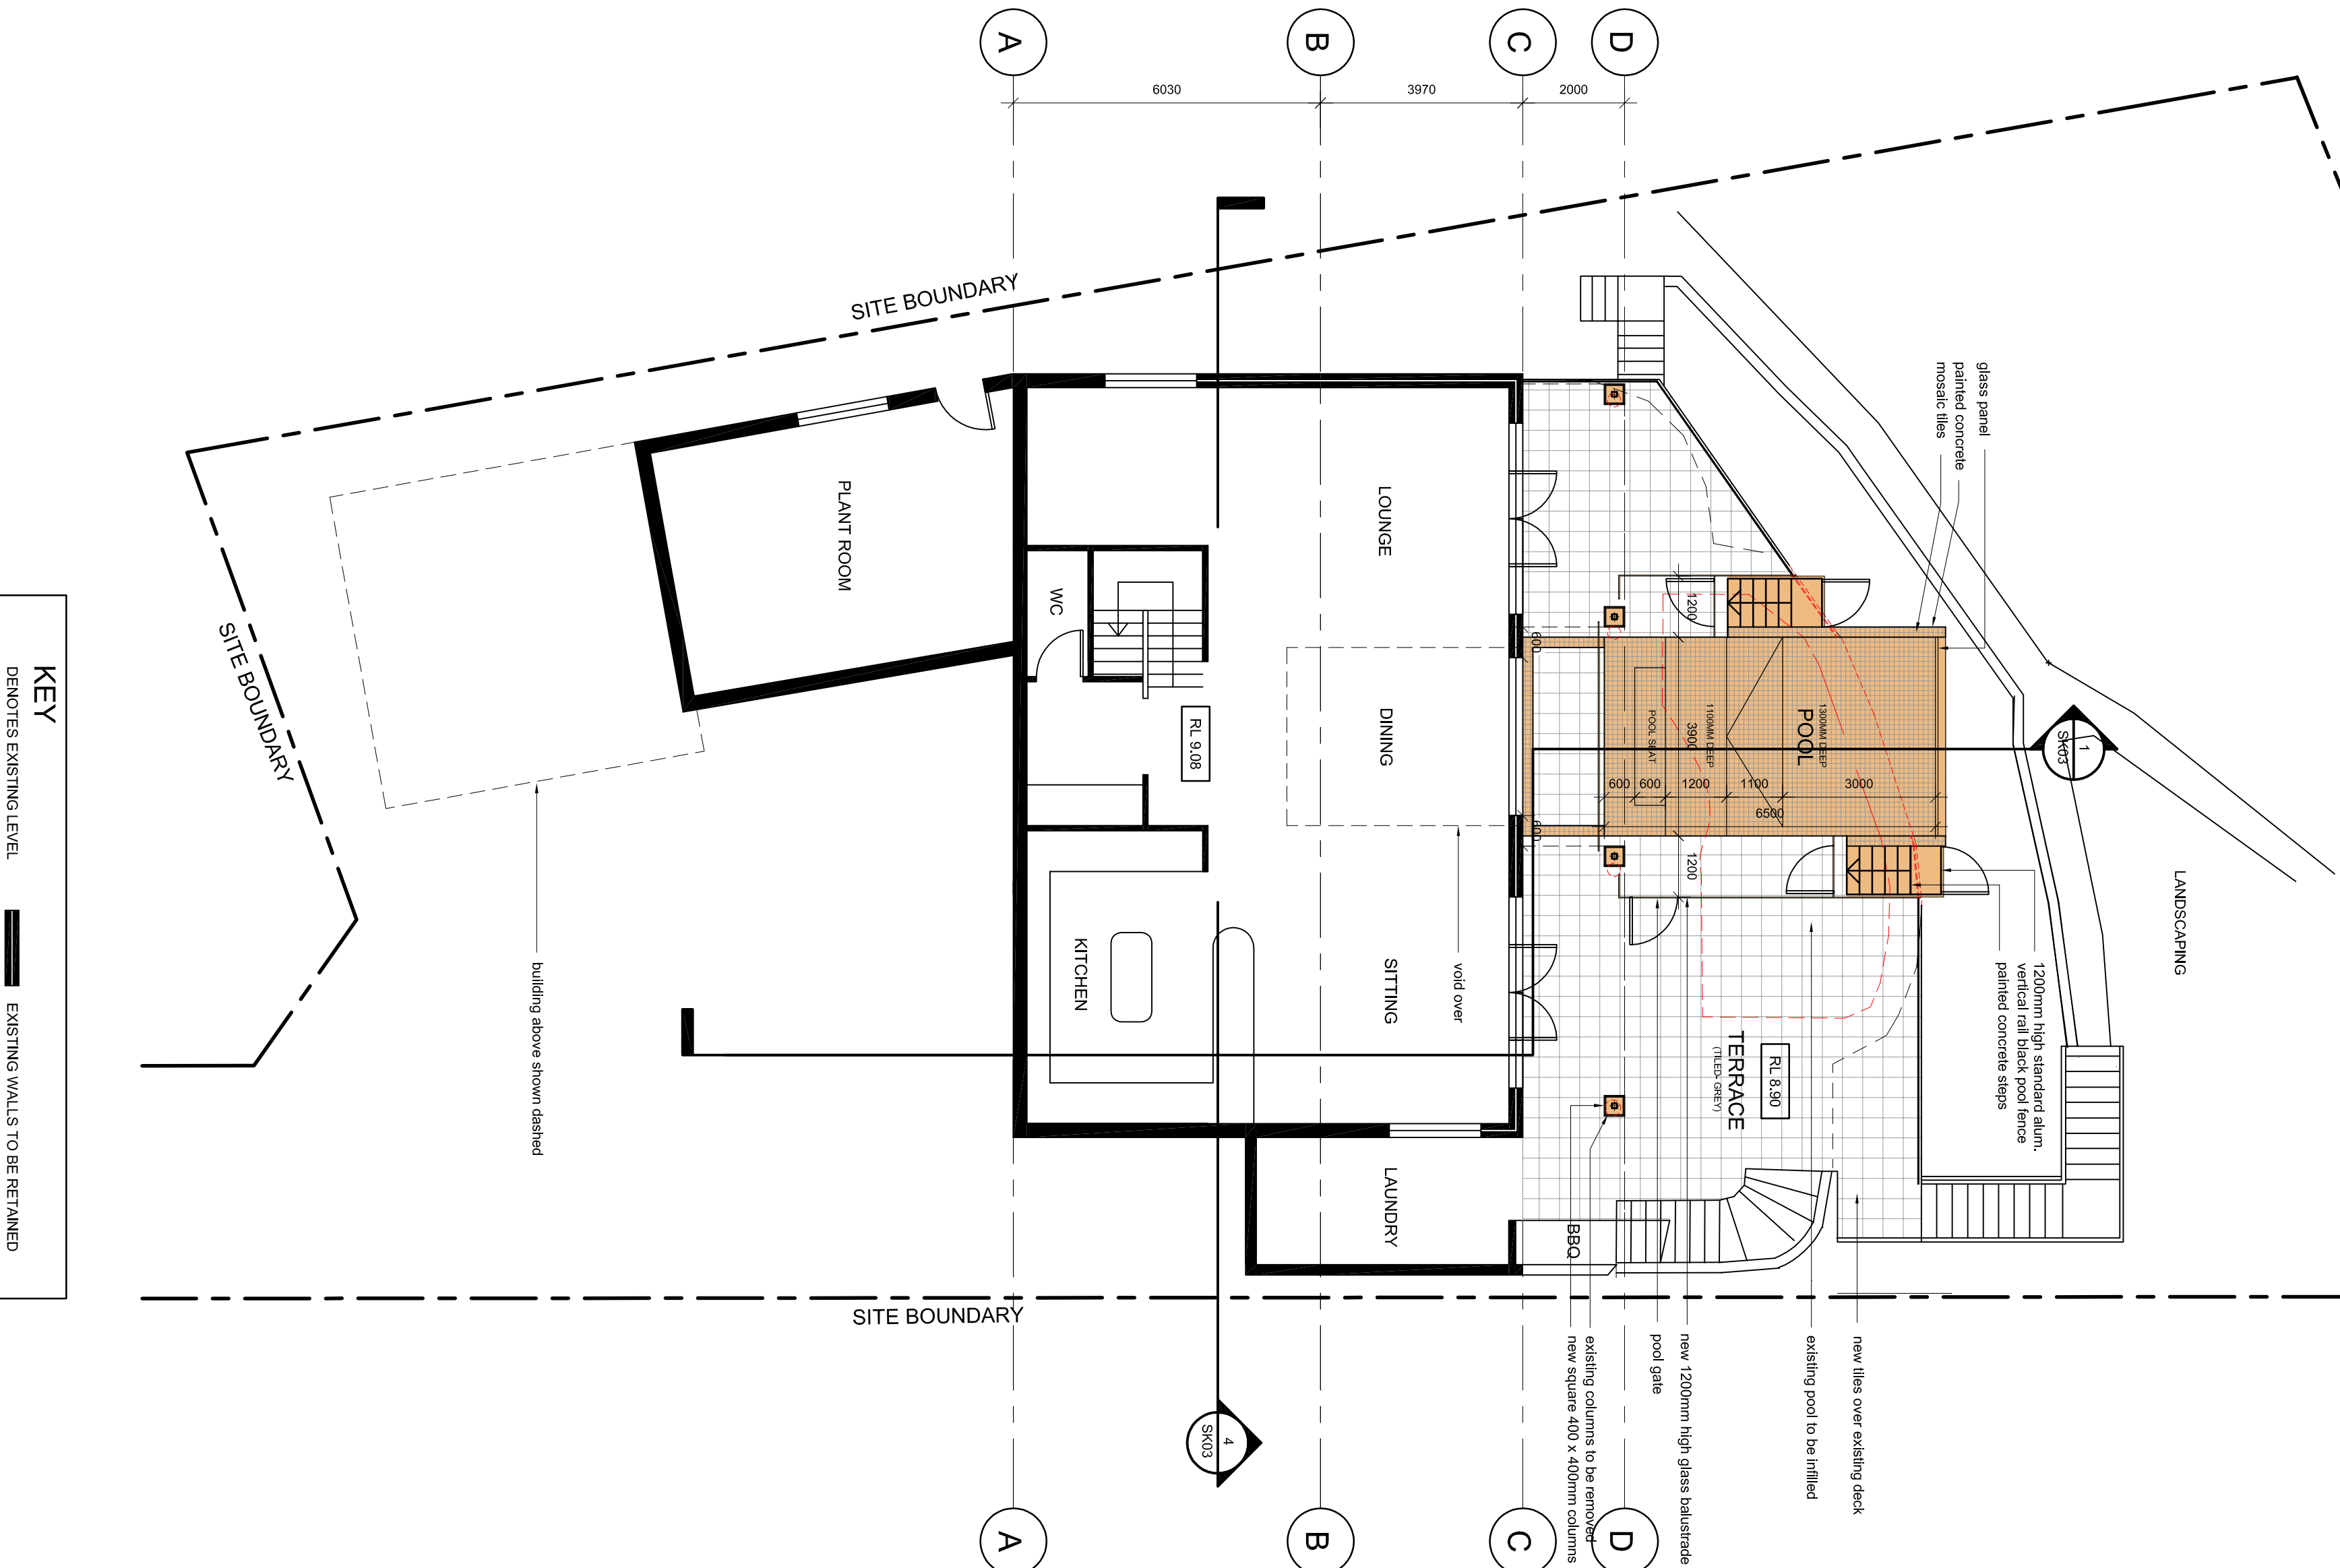 A
B
C
D
6030
3970
2000
SITE BOUNDARY
glass panel
painted concrete
mosaic tiles
LOUNGE
PLANT ROOM
WC
1200
600
1300MM DEEP
POOL
1100MM DEEP
3900
POOL SEAT
DINING
RL 9.08
1
SK03
600
600
1200
1100
3000
6500
600
1200
SITE BOUNDARY
KEY
DENOTES EXISTING LEVEL
EXISTING WALLS TO BE RETAINED
LANDSCAPING
1200mm high standard alum.
vertical rail black pool fence
painted concrete steps
KITCHEN
SITTING
void over
building above shown dashed
RL 8.90
TERRACE
(TILED- GREY)
LAUNDRY
BBQ
SITE BOUNDARY
new tiles over existing deck
existing pool to be infilled
new 1200mm high glass balustrade
pool gate
existing columns to be removed
new square 400 x 400mm columns
4
SK03
A
B
C
D